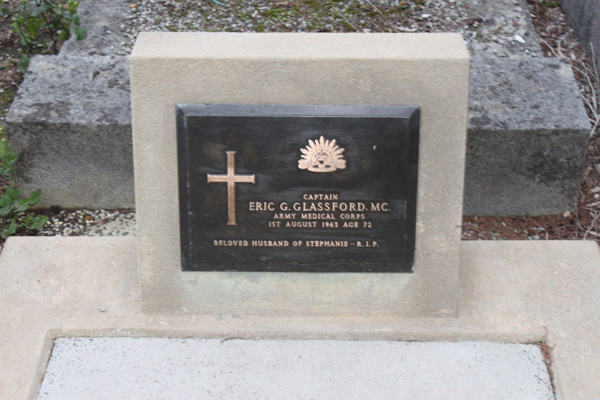 CAPTAIN
ERIC G. GLASSFORD. MC.
ARMY MEDICAL CORPS
1ST AUGUST 1963 AGE 72
BELOVED HUSBAND OF STEPHANIE - R.I.P.